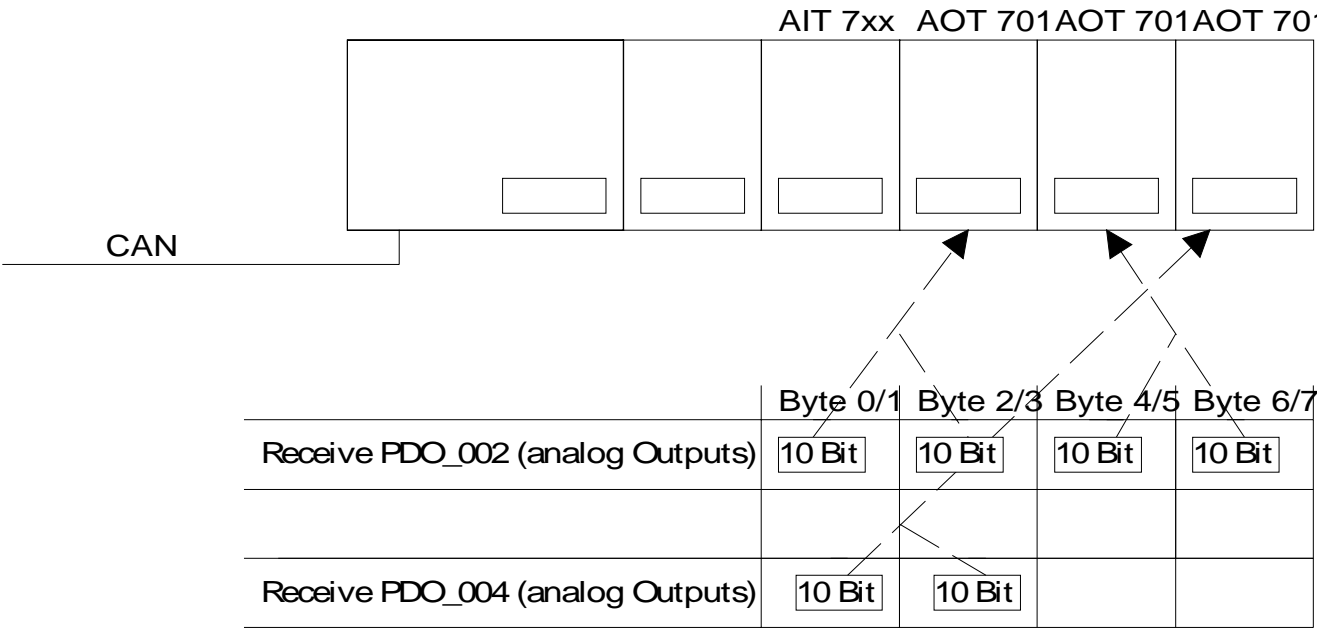 AIT 7xx AOT 701 AOT 701 AOT 701
CAN
Byte 0/1 Byte 2/3 Byte 4/5 Byte 6/7
Receive PDO_002 (analog Outputs) 10 Bit 10 Bit 10 Bit 10 Bit
Receive PDO_004 (analog Outputs) 10 Bit 10 Bit